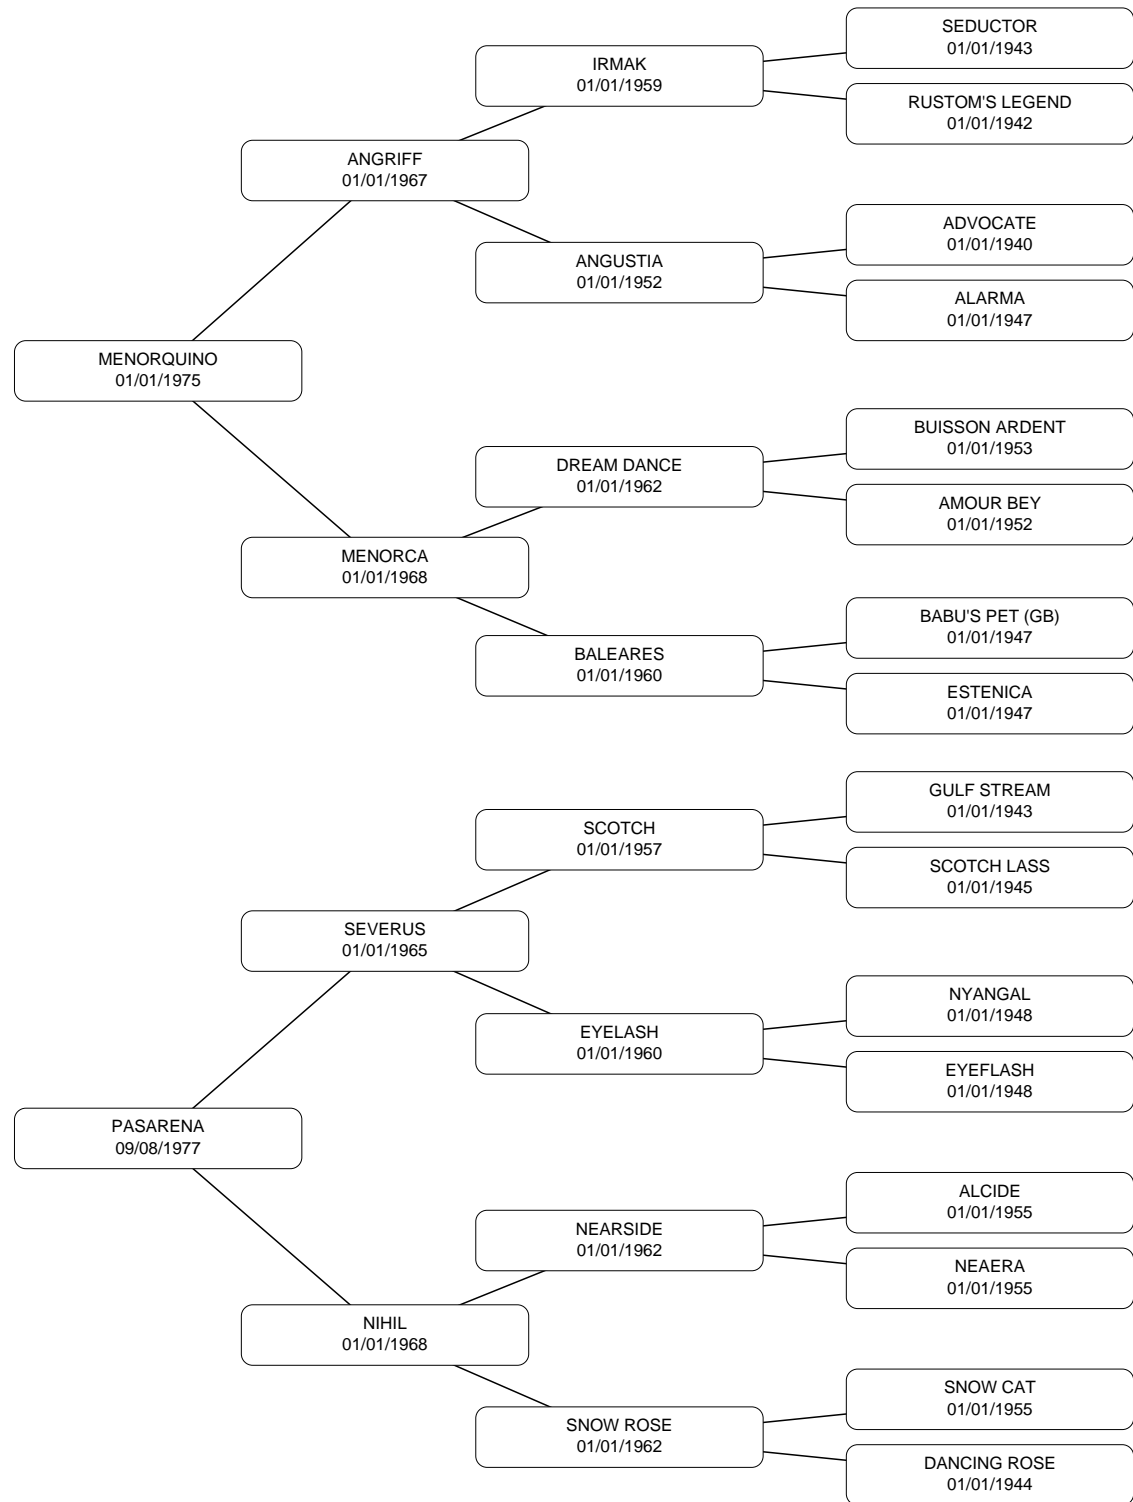 SEDUCTOR
01/01/1943
IRMAK
01/01/1959
RUSTOM'S LEGEND
01/01/1942
ANGRIFF
01/01/1967
ADVOCATE
01/01/1940
ANGUSTIA
01/01/1952
ALARMA
01/01/1947
MENORQUINO
01/01/1975
BUISSON ARDENT
01/01/1953
DREAM DANCE
01/01/1962
AMOUR BEY
01/01/1952
MENORCA
01/01/1968
BABU'S PET (GB)
01/01/1947
BALEARES
01/01/1960
ESTENICA
01/01/1947
GULF STREAM
01/01/1943
SCOTCH
01/01/1957
SCOTCH LASS
01/01/1945
SEVERUS
01/01/1965
NYANGAL
01/01/1948
EYELASH
01/01/1960
EYEFLASH
01/01/1948
PASARENA
09/08/1977
ALCIDE
01/01/1955
NEARSIDE
01/01/1962
NEAERA
01/01/1955
NIHIL
01/01/1968
SNOW CAT
01/01/1955
SNOW ROSE
01/01/1962
DANCING ROSE
01/01/1944